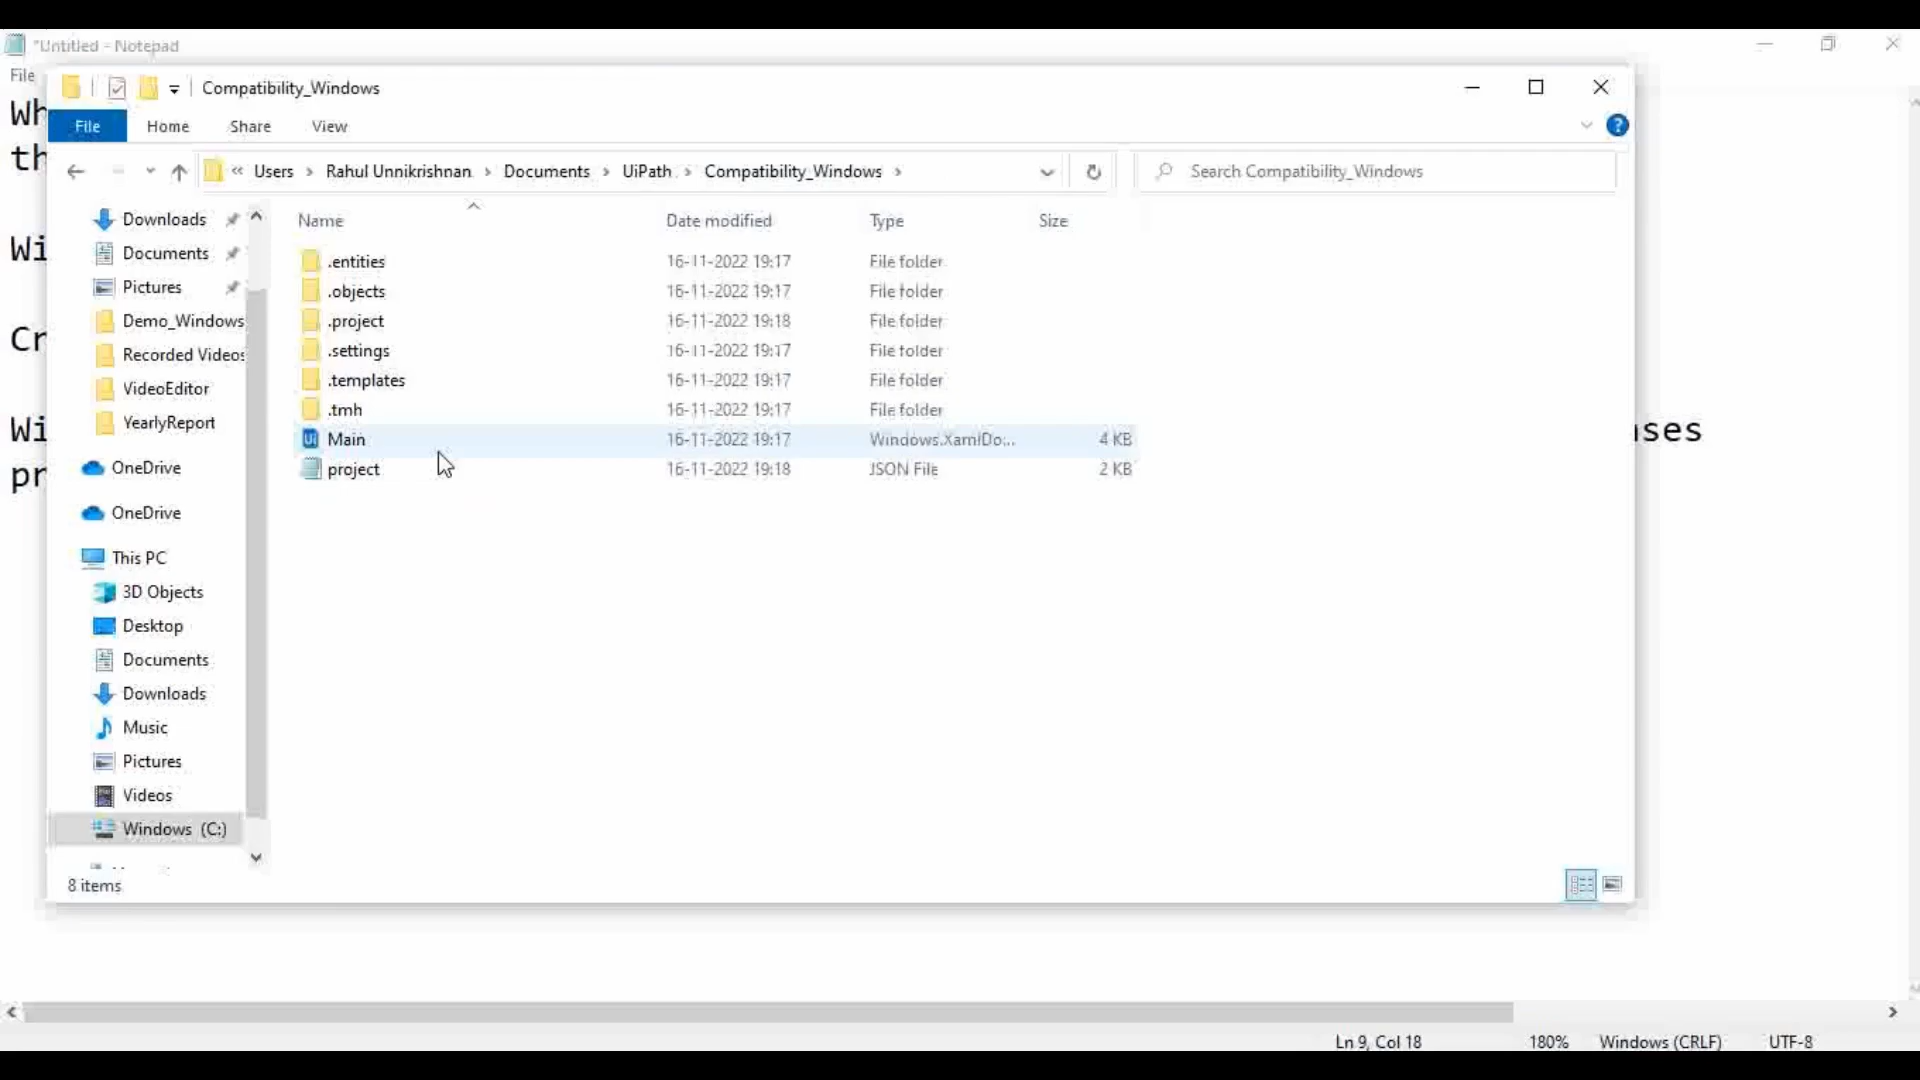 *Untitled - Notepad
File
Compatibility_Windows
File Home Share View
« Users › Rahul Unnikrishnan › Documents › UiPath › Compatibility_Windows ›
Search Compatibility_Windows
Name Date modified Type Size
Downloads
Documents
Pictures
Demo_Windows
Recorded Videos
VideoEditor
YearlyReport
OneDrive
OneDrive
This PC
3D Objects
Desktop
Documents
Downloads
Music
Pictures
Videos
Windows (C:)
.entities 16-11-2022 19:17 File folder
.objects 16-11-2022 19:17 File folder
.project 16-11-2022 19:18 File folder
.settings 16-11-2022 19:17 File folder
.templates 16-11-2022 19:17 File folder
.tmh 16-11-2022 19:17 File folder
Main 16-11-2022 19:17 Windows.XamlDo... 4 KB
project 16-11-2022 19:18 JSON File 2 KB
8 items
Wh
th
Wi
Cr
Wi
ases
pr
Ln 9, Col 18 180% Windows (CRLF) UTF-8